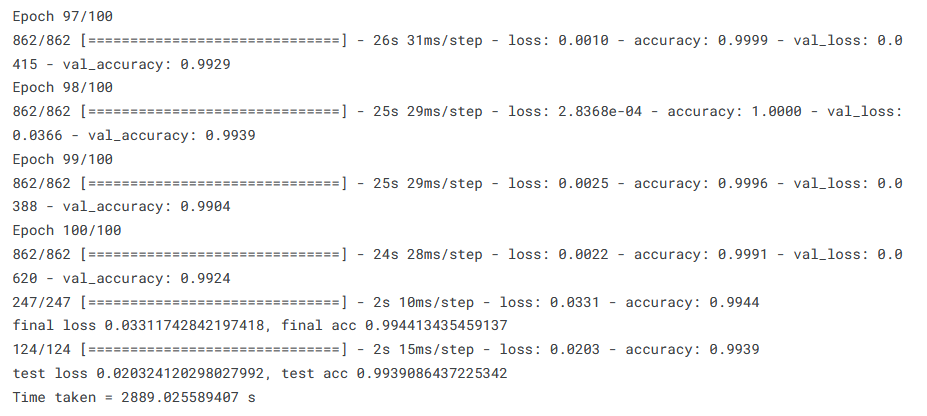 Epoch 97/100
862/862 [==============================] - 26s 31ms/step - loss: 0.0010 - accuracy: 0.9999 - val_loss: 0.0
415 - val_accuracy: 0.9929
Epoch 98/100
862/862 [==============================] - 25s 29ms/step - loss: 2.8368e-04 - accuracy: 1.0000 - val_loss:
0.0366 - val_accuracy: 0.9939
Epoch 99/100
862/862 [==============================] - 25s 29ms/step - loss: 0.0025 - accuracy: 0.9996 - val_loss: 0.0
388 - val_accuracy: 0.9904
Epoch 100/100
862/862 [==============================] - 24s 28ms/step - loss: 0.0022 - accuracy: 0.9991 - val_loss: 0.0
620 - val_accuracy: 0.9924
247/247 [==============================] - 2s 10ms/step - loss: 0.0331 - accuracy: 0.9944
final loss 0.03311742842197418, final acc 0.994413435459137
124/124 [==============================] - 2s 15ms/step - loss: 0.0203 - accuracy: 0.9939
test loss 0.020324120298027992, test acc 0.9939086437225342
Time taken = 2889.025589407 s